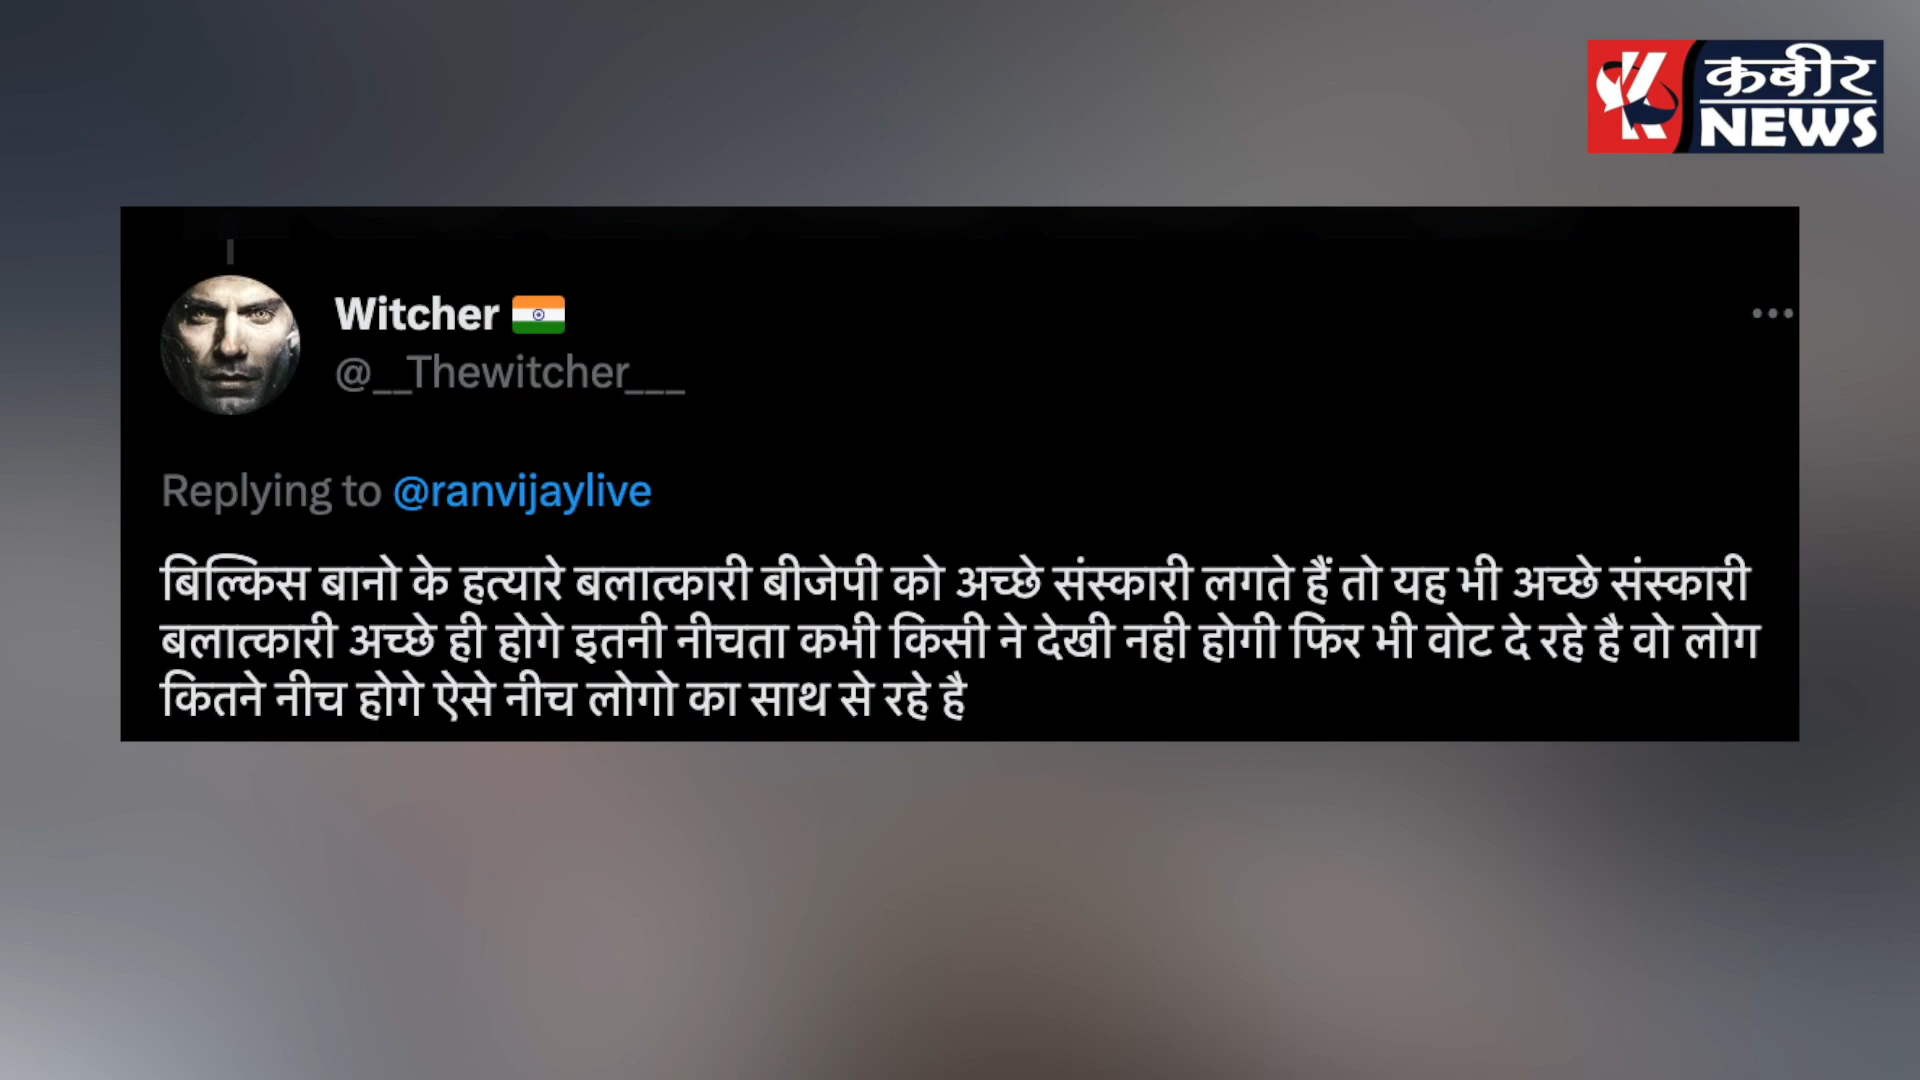 कबीर
NEWS
Witcher 🇮🇳
@__Thewitcher___
Replying to @ranvijaylive
बिल्किस बानो के हत्यारे बलात्कारी बीजेपी को अच्छे संस्कारी लगते हैं तो यह भी अच्छे संस्कारी
बलात्कारी अच्छे ही होगे इतनी नीचता कभी किसी ने देखी नही होगी फिर भी वोट दे रहे है वो लोग
कितने नीच होगे ऐसे नीच लोगो का साथ से रहे है